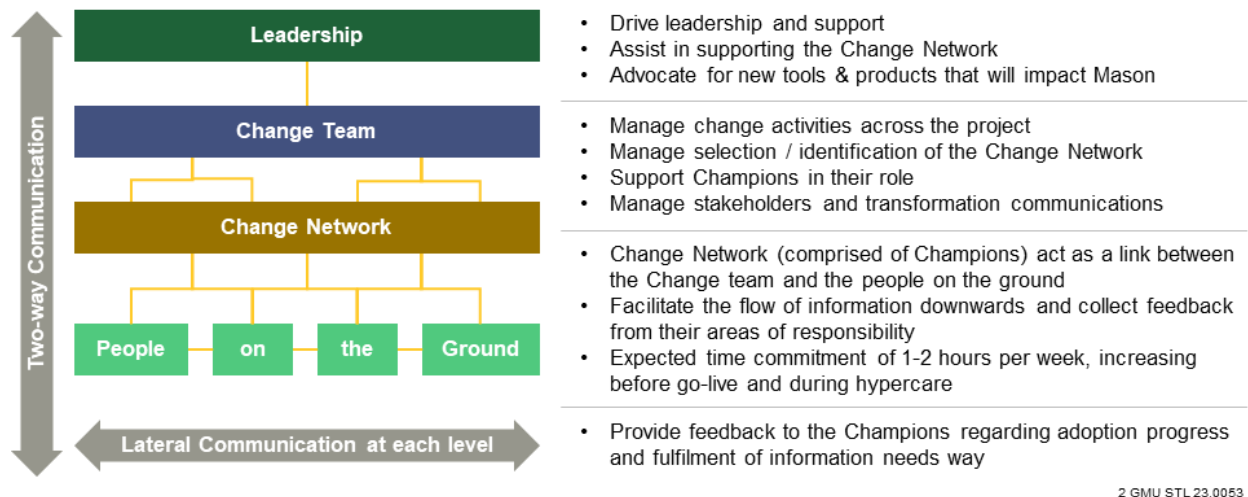 Two-way Communication
Leadership
• Drive leadership and support
• Assist in supporting the Change Network
• Advocate for new tools & products that will impact Mason
Change Team
• Manage change activities across the project
• Manage selection / identification of the Change Network
• Support Champions in their role
• Manage stakeholders and transformation communications
Change Network
• Change Network (comprised of Champions) act as a link between
the Change team and the people on the ground
• Facilitate the flow of information downwards and collect feedback
from their areas of responsibility
• Expected time commitment of 1-2 hours per week, increasing
before go-live and during hypercare
People on the Ground
Lateral Communication at each level
• Provide feedback to the Champions regarding adoption progress
and fulfilment of information needs way
2 GMU STL 23.0053